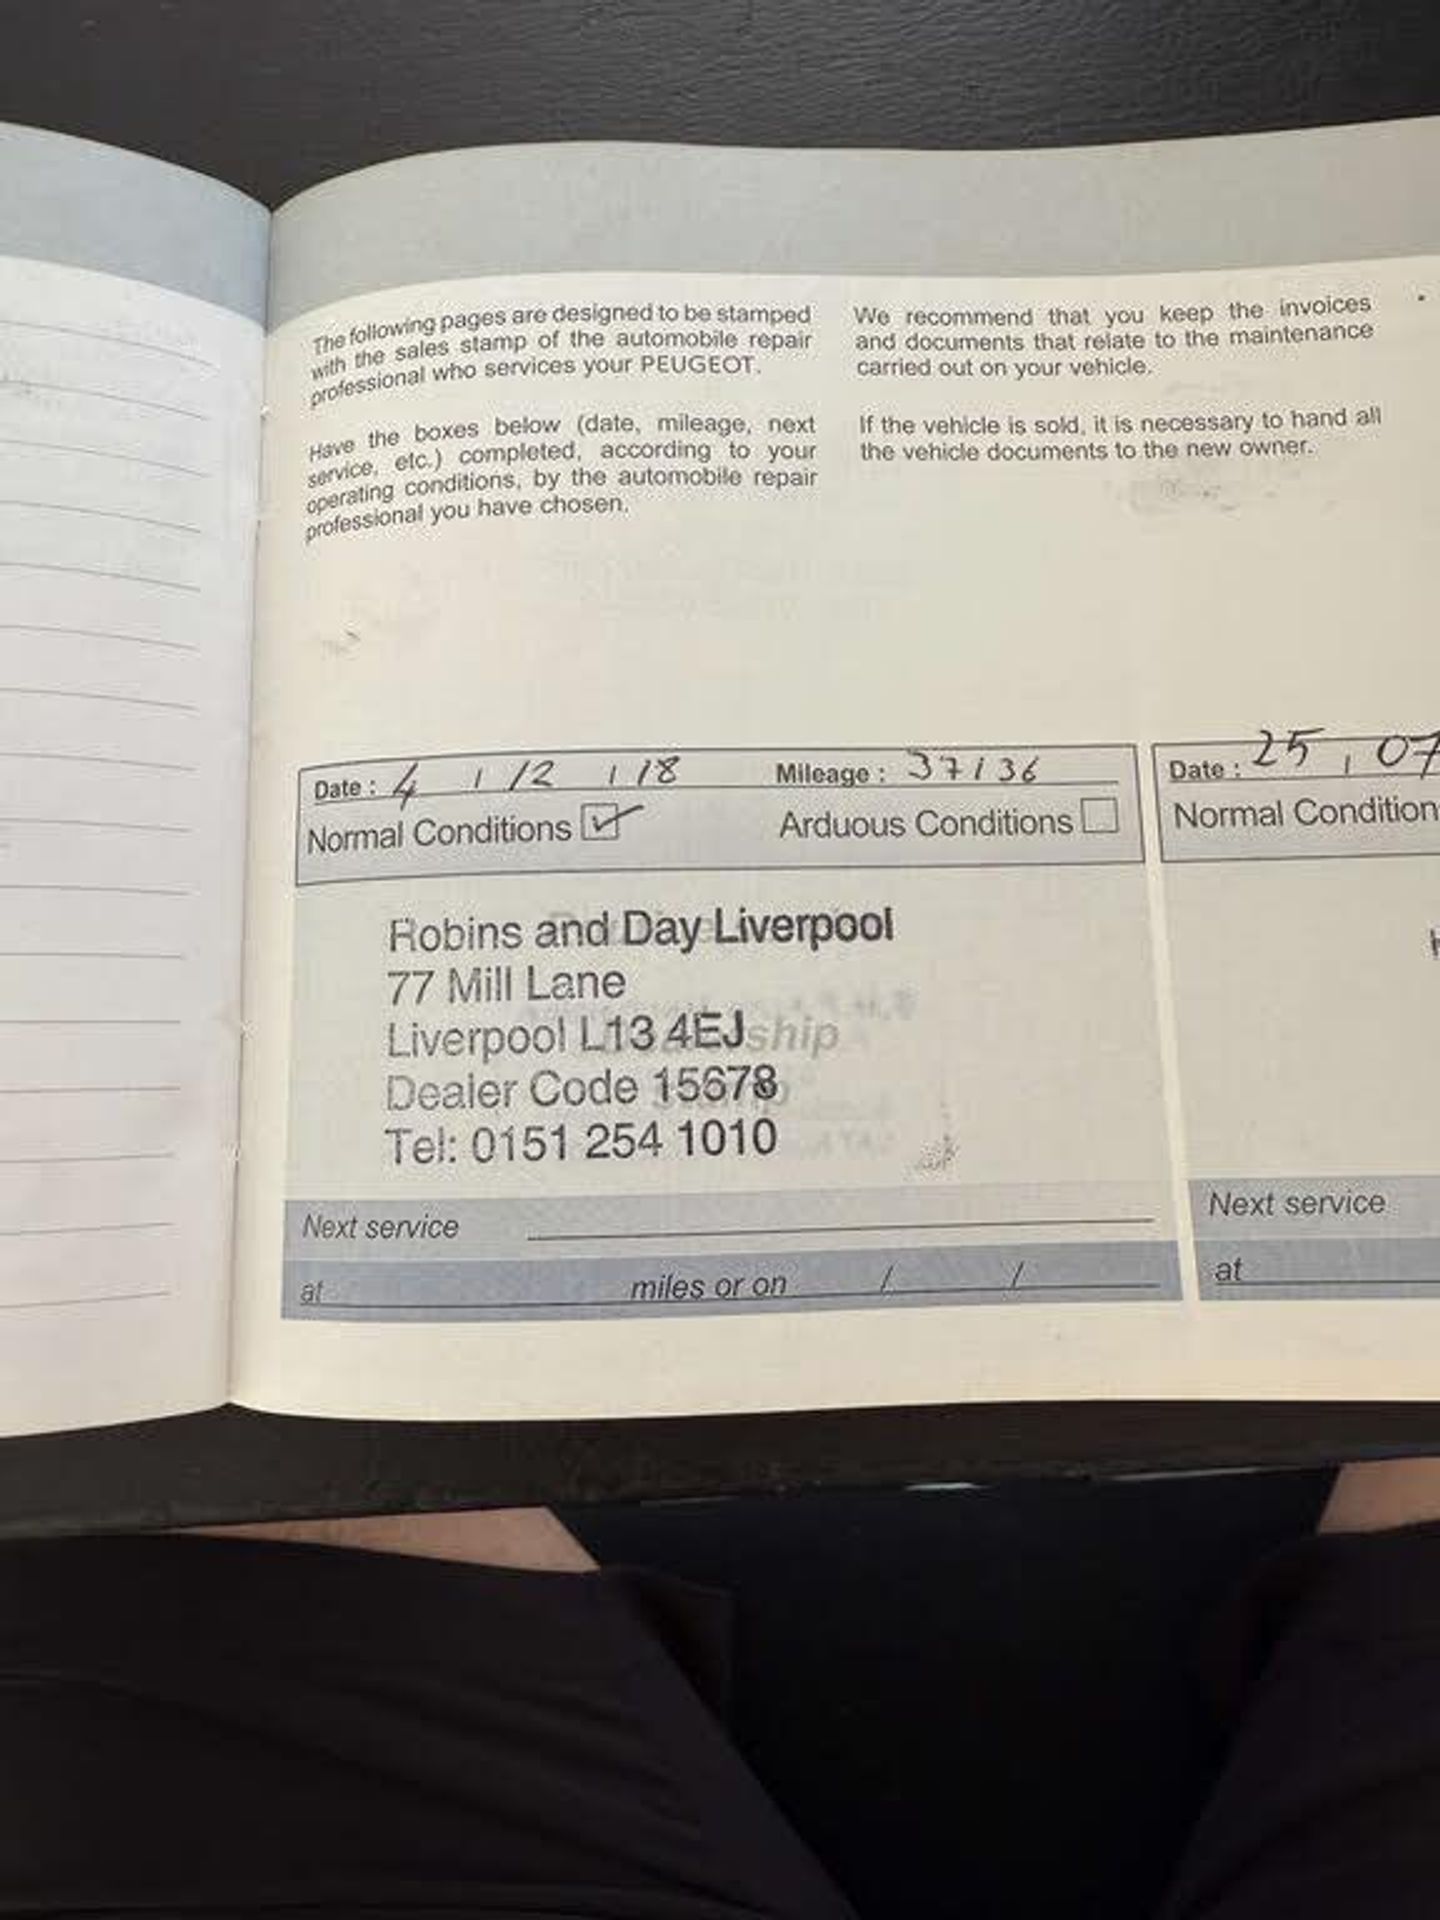 The following pages are designed to be stamped
with the sales stamp of the automobile repair
professional who services your PEUGEOT.
Have the boxes below (date, mileage, next
service, etc.) completed, according to your
operating conditions, by the automobile repair
professional you have chosen.
We recommend that you keep the invoices
and documents that relate to the maintenance
carried out on your vehicle.
If the vehicle is sold, it is necessary to hand all
the vehicle documents to the new owner.
Date : 4 / 12 / 18 Mileage : 37136
Normal Conditions Arduous Conditions
Robins and Day Liverpool
77 Mill Lane
Liverpool L13 4EJ
Dealer Code 15678
Tel: 0151 254 1010
Next service
at miles or on / /
Date : 25 / 07
Normal Condition
Next service
at